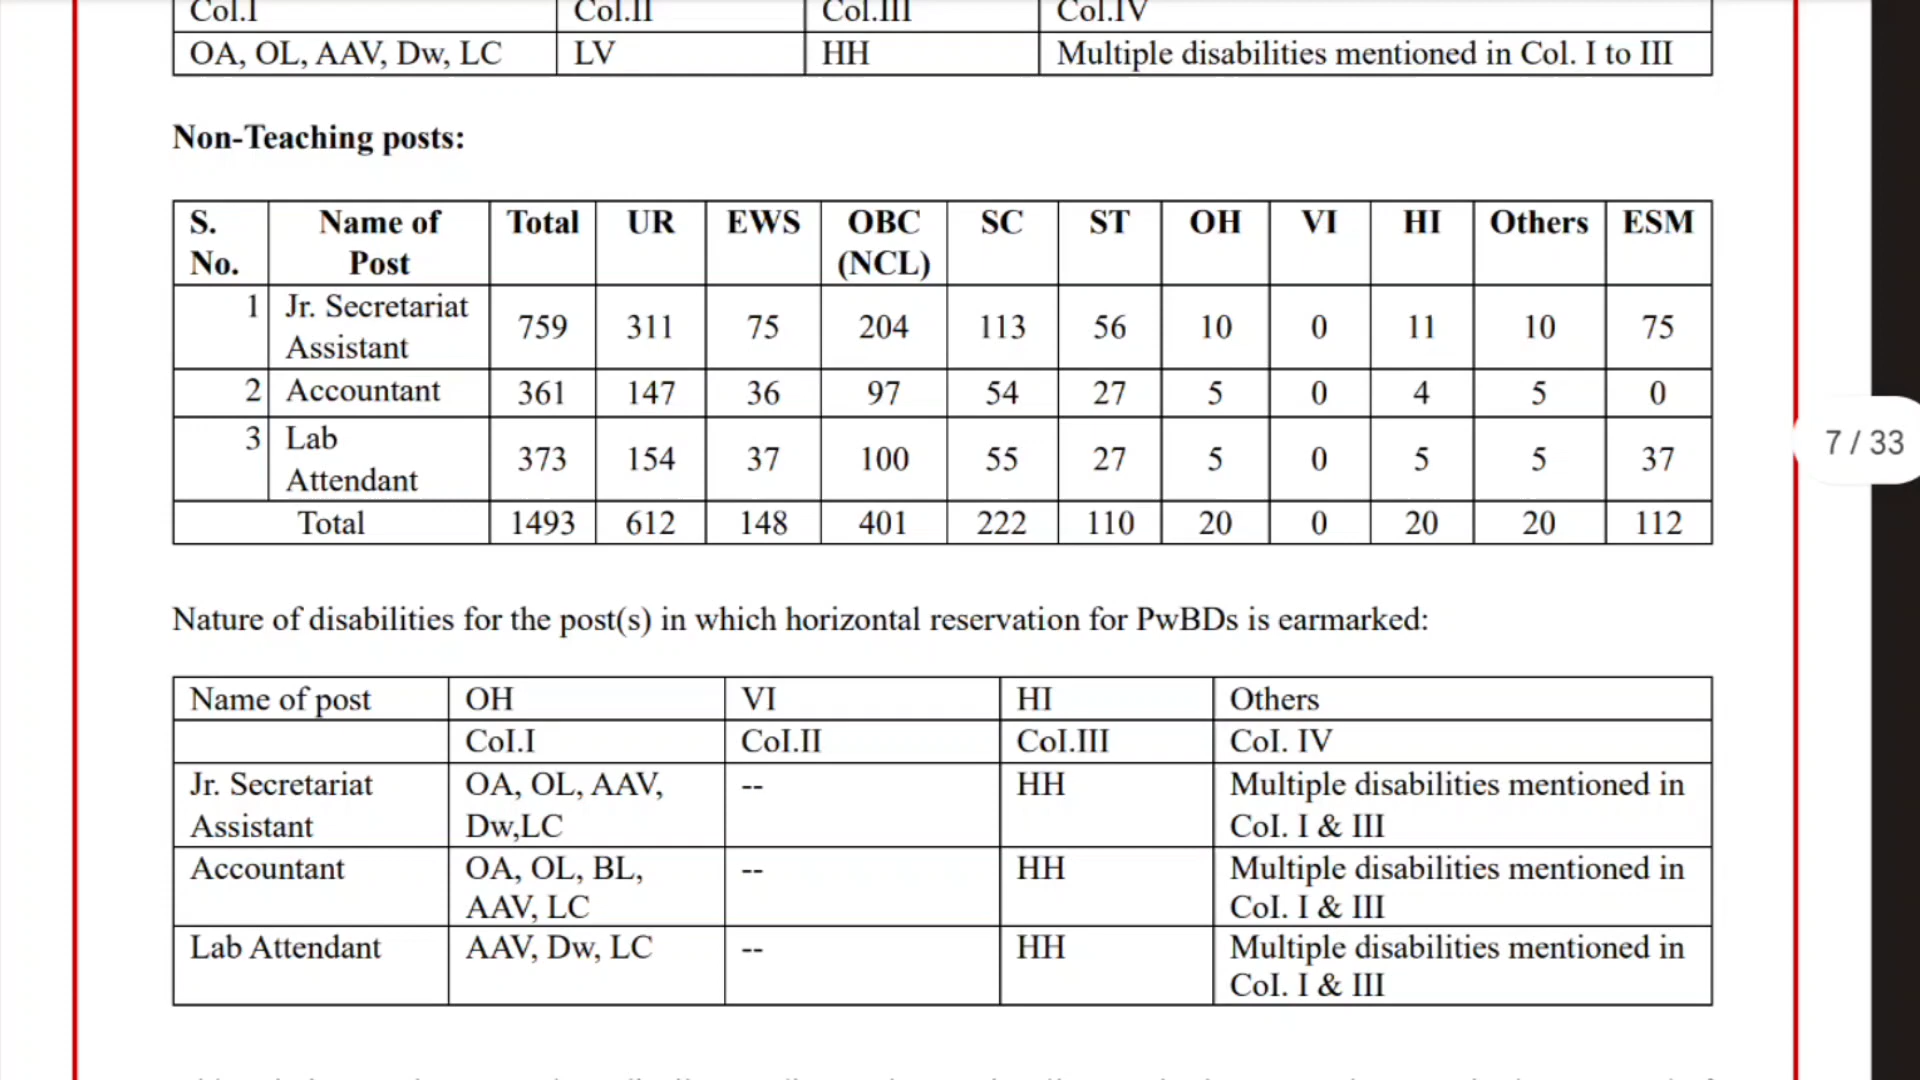 Col.I Col.II Col.III Col.IV
OA, OL, AAV, Dw, LC LV HH Multiple disabilities mentioned in Col. I to III
Non-Teaching posts:
S. No. Name of Post Total UR EWS OBC (NCL) SC ST OH VI HI Others ESM
1 Jr. Secretariat Assistant 759 311 75 204 113 56 10 0 11 10 75
2 Accountant 361 147 36 97 54 27 5 0 4 5 0
3 Lab Attendant 373 154 37 100 55 27 5 0 5 5 37
Total 1493 612 148 401 222 110 20 0 20 20 112
7 / 33
Nature of disabilities for the post(s) in which horizontal reservation for PwBDs is earmarked:
Name of post OH VI HI Others
CoI.I CoI.II CoI.III CoI. IV
Jr. Secretariat Assistant OA, OL, AAV, Dw,LC -- HH Multiple disabilities mentioned in CoI. I & III
Accountant OA, OL, BL, AAV, LC -- HH Multiple disabilities mentioned in CoI. I & III
Lab Attendant AAV, Dw, LC -- HH Multiple disabilities mentioned in CoI. I & III